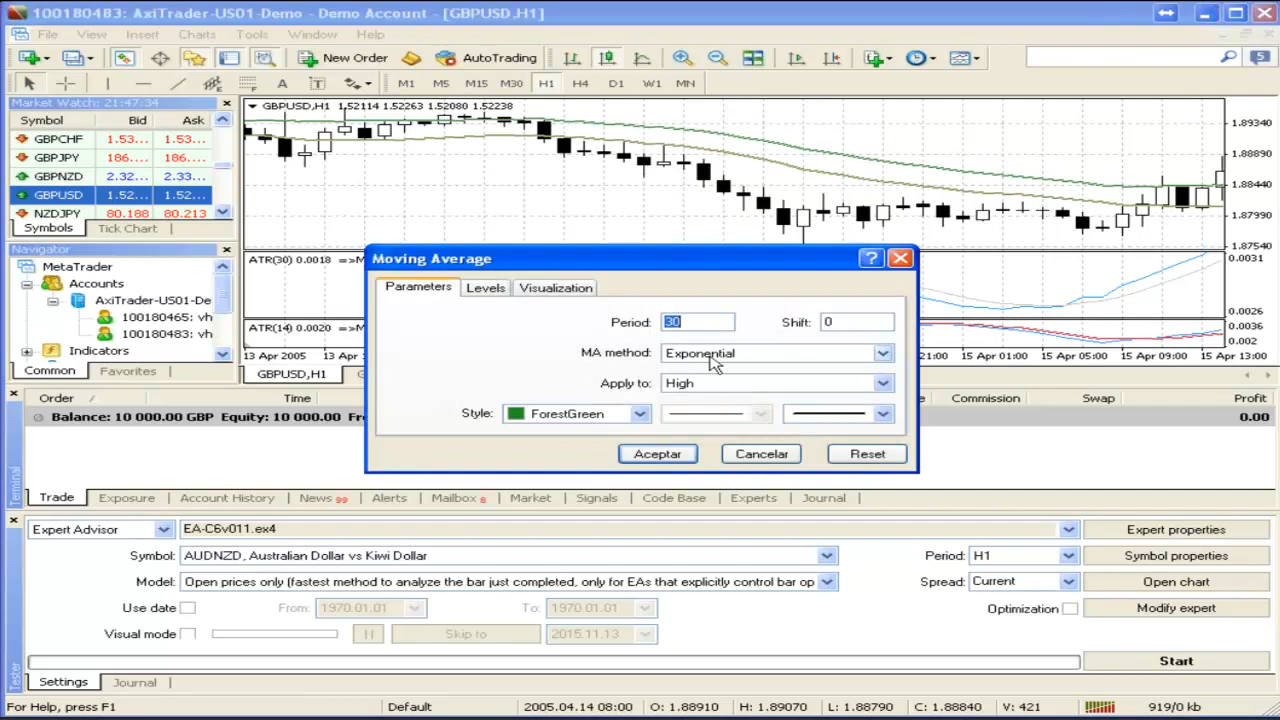 100180483: AxiTrader-US01-Demo - Demo Account - [GBPUSD,H1]
File View Insert Charts Tools Window Help
New Order AutoTrading
M1 M5 M15 M30 H1 H4 D1 W1 MN
Market Watch: 21:47:34
Symbol Bid Ask
GBPCHF 1.53... 1.53...
GBPJPY 186.... 186....
GBPNZD 2.32... 2.33...
GBPUSD 1.52... 1.52...
NZDJPY 80.188 80.213
Symbols Tick Chart
Navigator
MetaTrader
Accounts
AxiTrader-US01-De
100180465: vh
100180483: vh
Indicators
Common Favorites
GBPUSD,H1 1.52114 1.52263 1.52080 1.52238
1.89340
1.88890
1.88440
1.87990
1.87540
ATR(30) 0.0018 =>M
0.0031
0.0026
ATR(14) 0.0020 =>M
0.0036
0.002
13 Apr 2005 13 Apr 21:00 15 Apr 01:00 15 Apr 05:00 15 Apr 09:00 15 Apr 13:00
GBPUSD,H1
Moving Average
Parameters Levels Visualization
Period: 30 Shift: 0
MA method: Exponential
Apply to: High
Style: ForestGreen
Aceptar Cancelar Reset
Order / Time Commission Swap Profit
Balance: 10 000.00 GBP Equity: 10 000.00 Fr 0.00
Terminal
Trade Exposure Account History News 99 Alerts Mailbox 6 Market Signals Code Base Experts Journal
Expert Advisor EA-C6v011.ex4 Expert properties
Symbol: AUDNZD, Australian Dollar vs Kiwi Dollar Period: H1 Symbol properties
Model: Open prices only (fastest method to analyze the bar just completed, only for EAs that explicitly control bar op Spread: Current Open chart
Use date From: 1970.01.01 To: 1970.01.01 Optimization Modify expert
Visual mode Skip to 2015.11.13
Start
Tester
Settings Journal
For Help, press F1 Default 2005.04.14 08:00 O: 1.88910 H: 1.89070 L: 1.88790 C: 1.88840 V: 421 919/0 kb